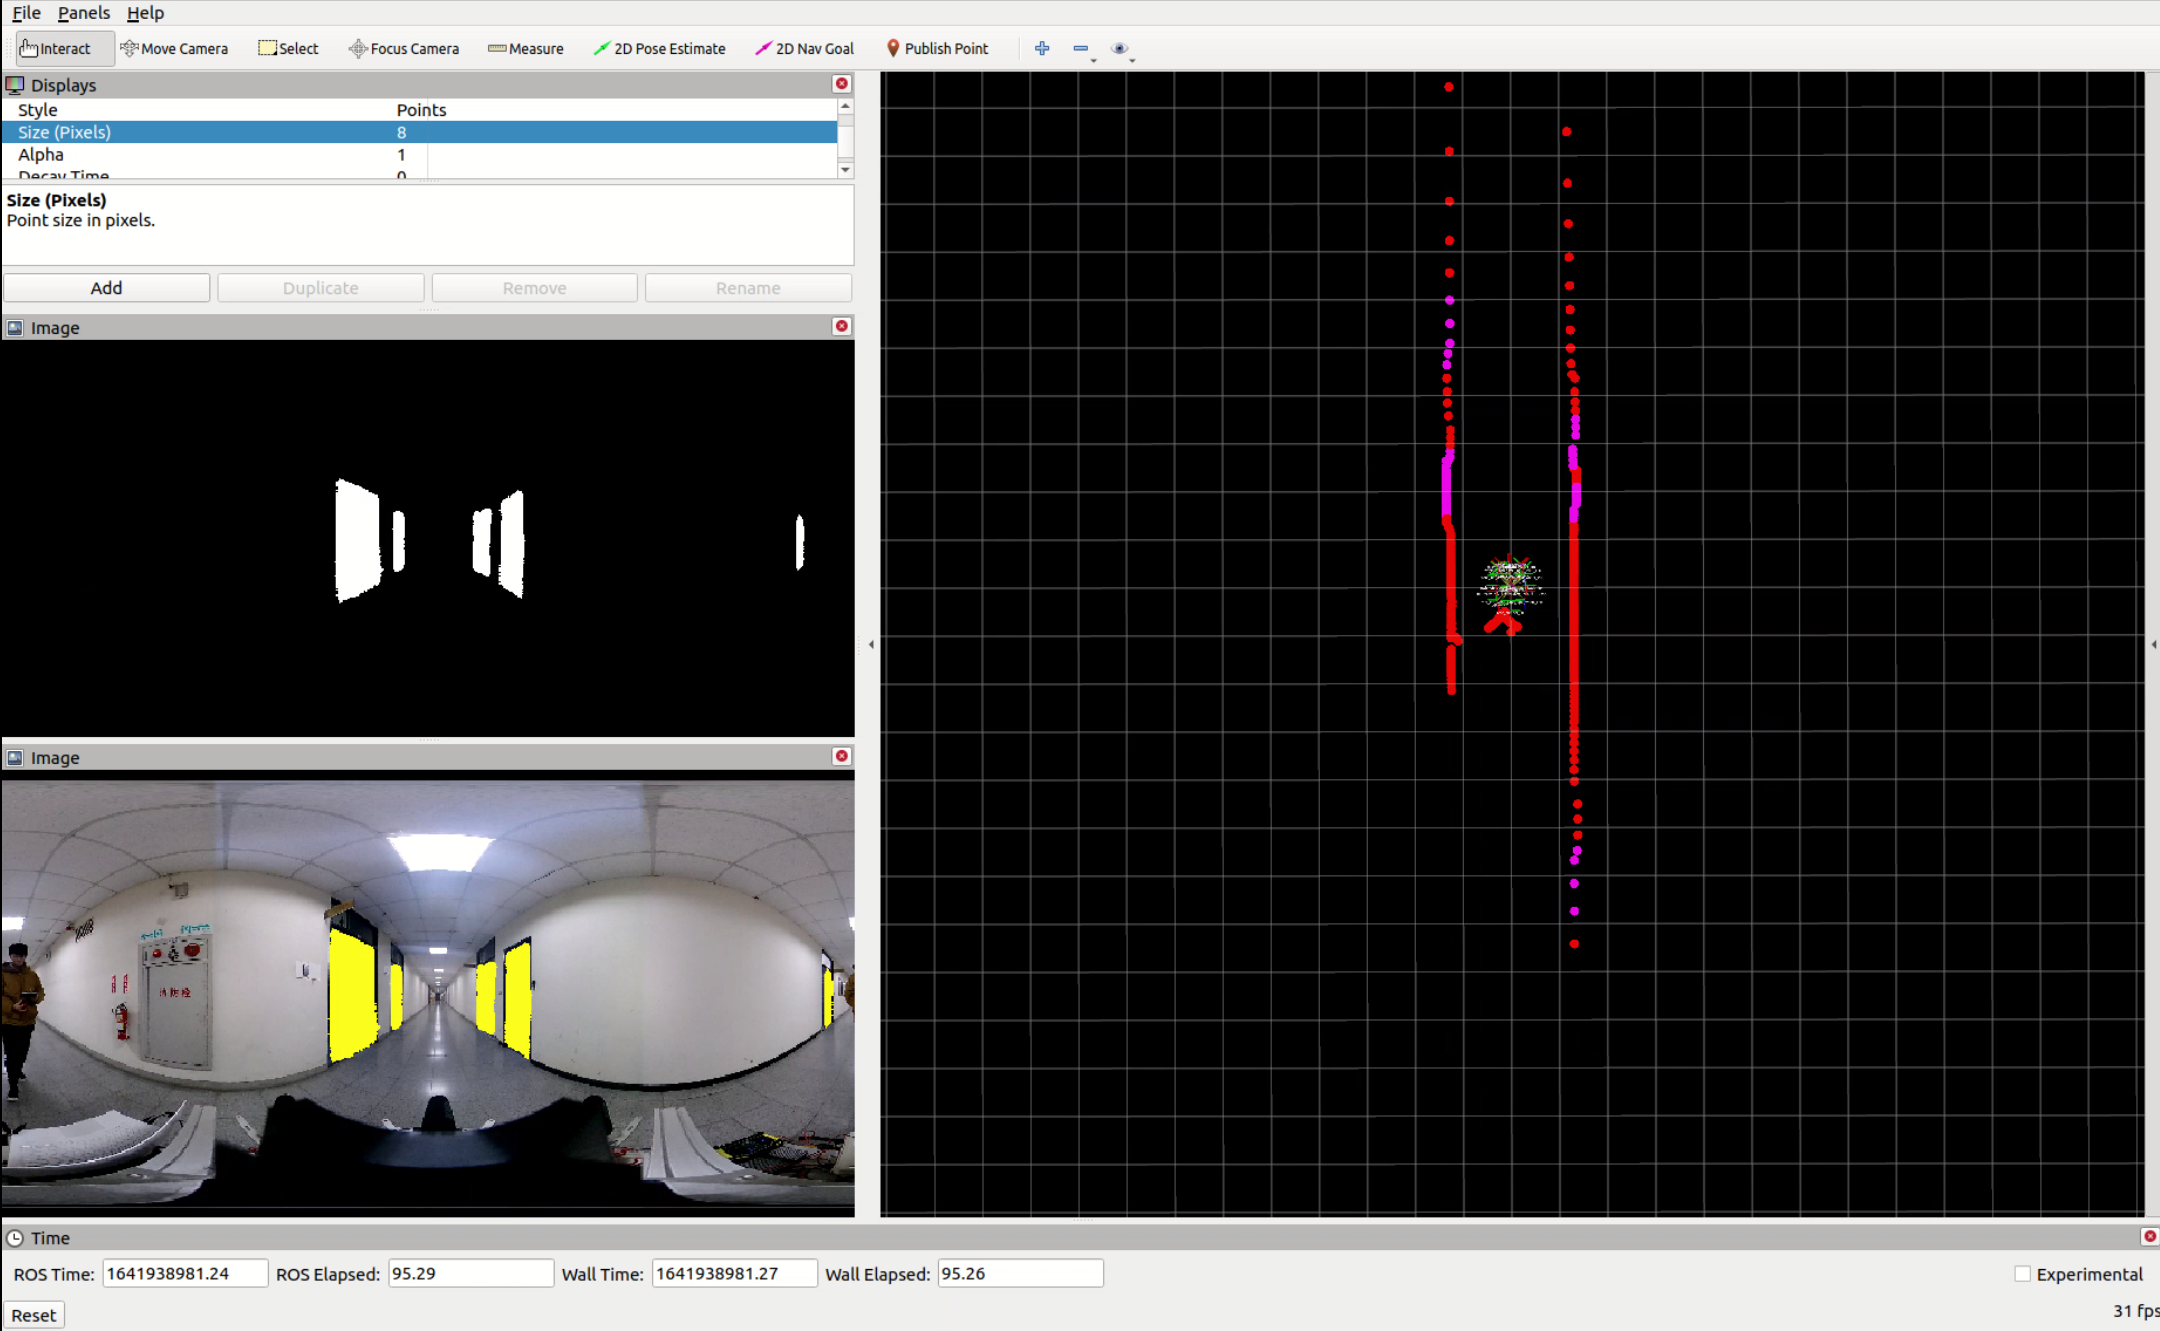 File Panels Help
Interact Move Camera Select Focus Camera Measure 2D Pose Estimate 2D Nav Goal Publish Point
Displays
Style Points
Size (Pixels) 8
Alpha 1
Decay Time 0
Size (Pixels)
Point size in pixels.
Add Duplicate Remove Rename
Image
Image
消防栓
Time
ROS Time: 1641938981.24 ROS Elapsed: 95.29 Wall Time: 1641938981.27 Wall Elapsed: 95.26 Experimental
Reset 31 fps